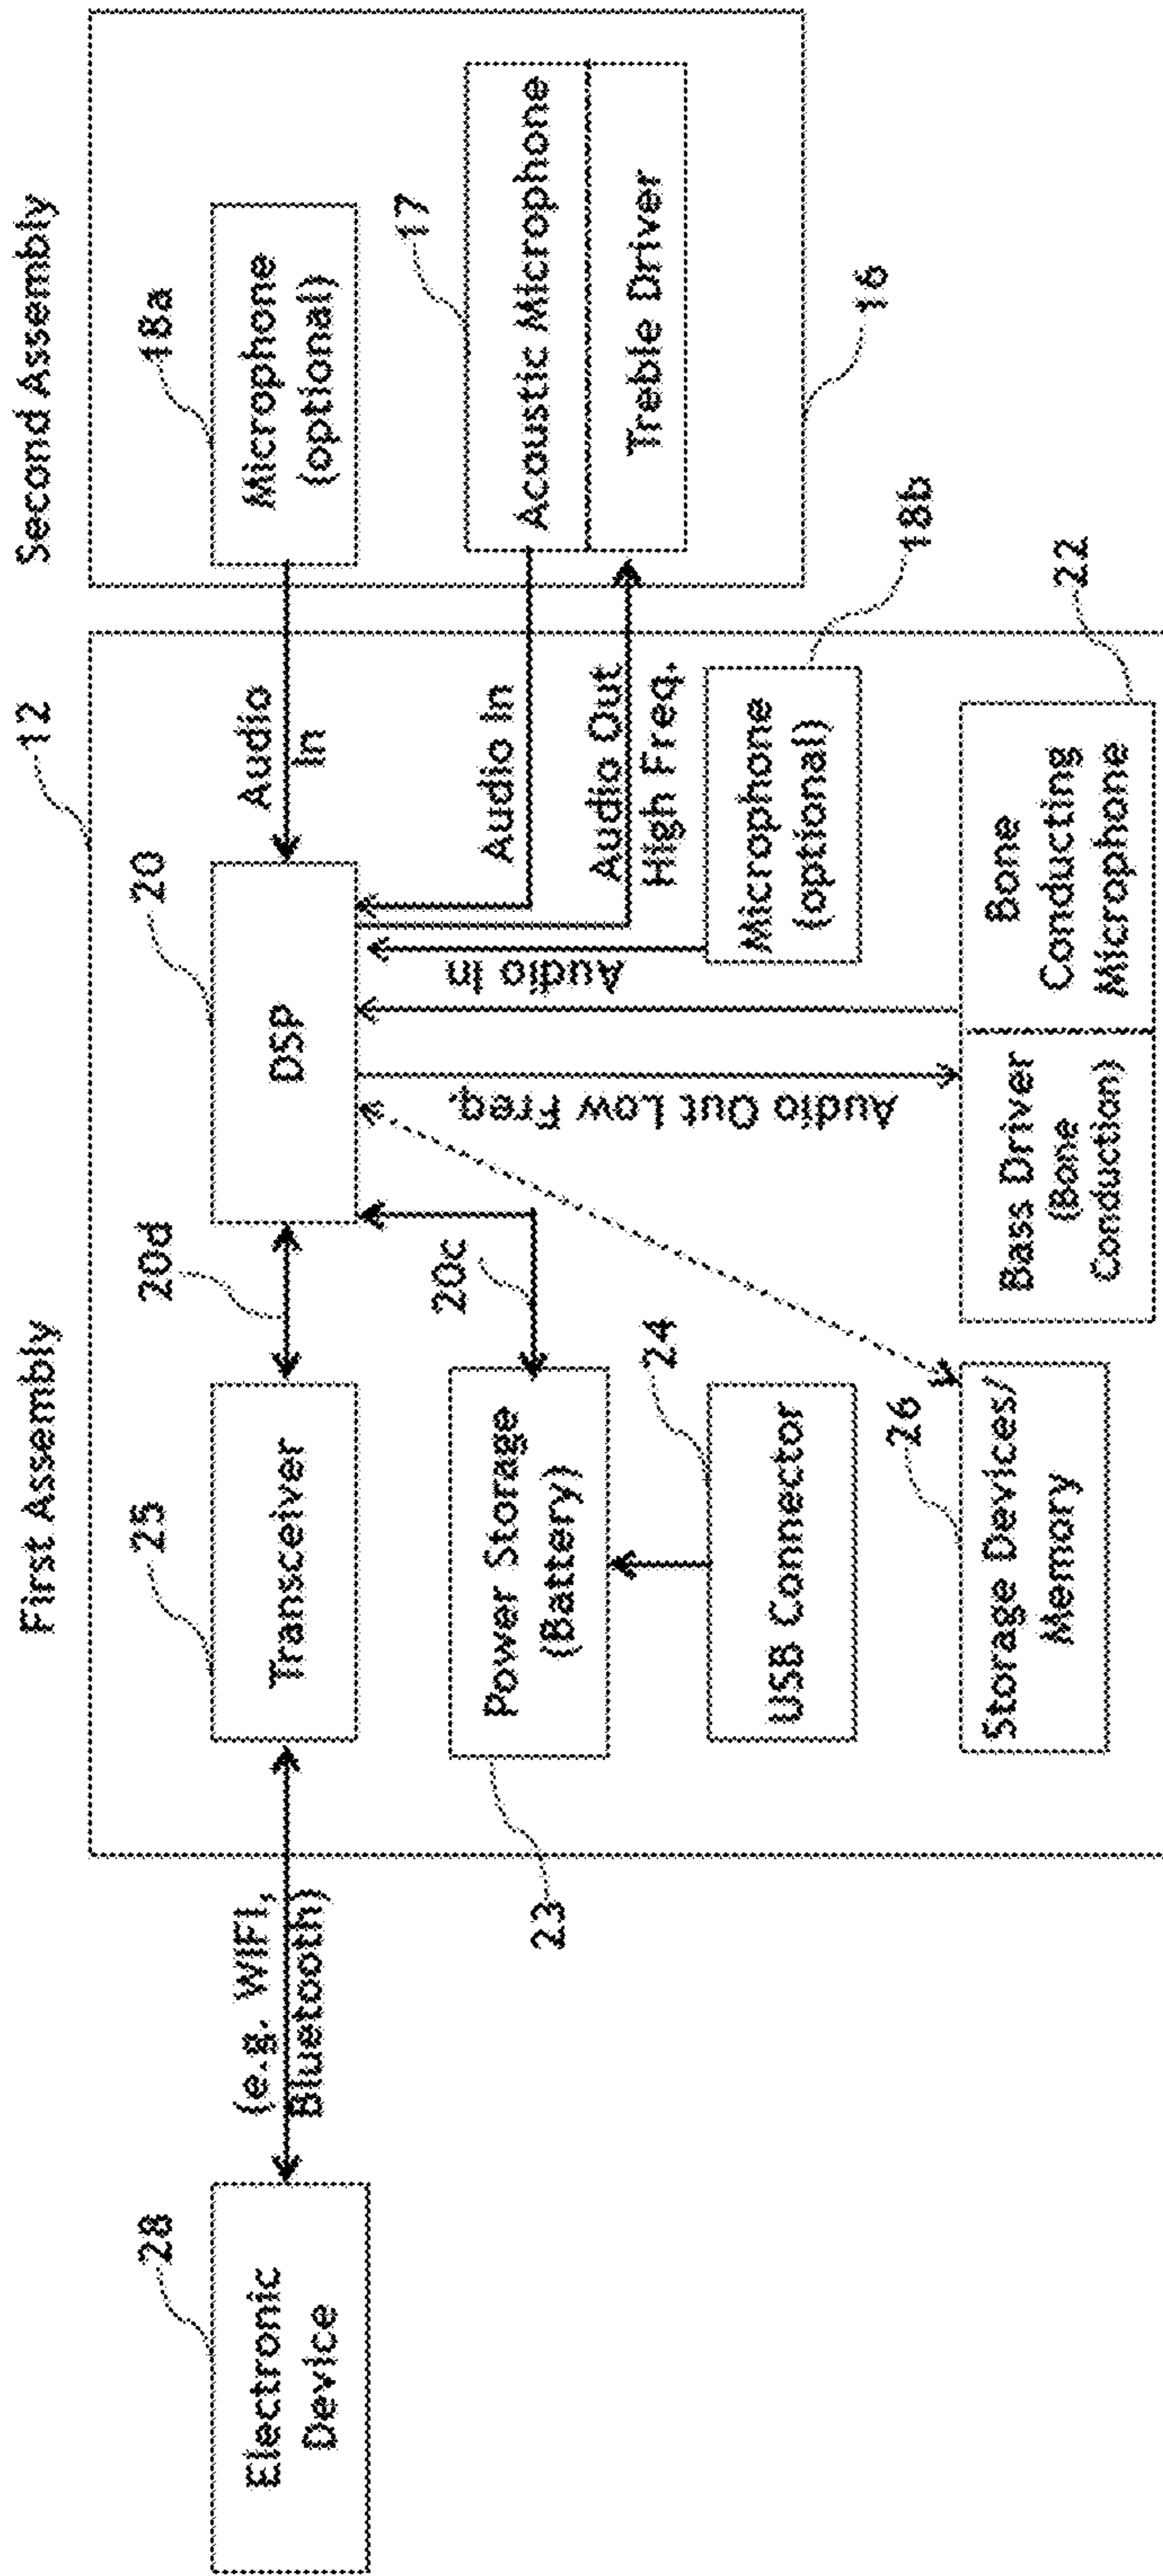 First Assembly
12
Second Assembly
28
Electronic
Device
(e.g. WIFI,
Bluetooth)
25
Transceiver
20d
20
DSP
Audio
In
18a
Microphone
(optional)
23
Power Storage
(Battery)
20c
Audio In
17
Acoustic Microphone
Treble Driver
Audio Out
High Freq.
16
24
USB Connector
Audio In
Microphone
(optional)
18b
Audio Out Low Freq.
26
Storage Devices/
Memory
Bass Driver
(Bone
Conduction)
Bone
Conducting
Microphone
22